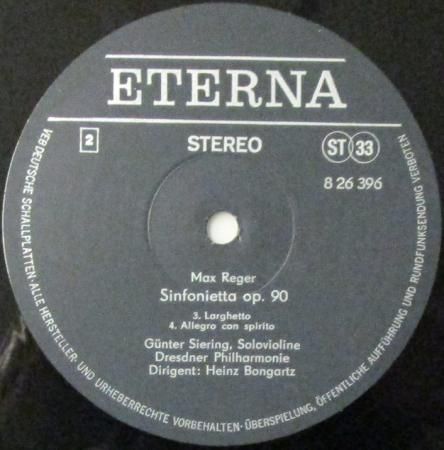 ETERNA
2
STEREO
ST 33
8 26 396
Max Reger
Sinfonietta op. 90
3. Larghetto
4. Allegro con spirito
Günter Siering, Solovioline
Dresdner Philharmonie
Dirigent: Heinz Bongartz
VEB DEUTSCHE SCHALLPLATTEN · ALLE HERSTELLER- UND URHEBERRECHTE VORBEHALTEN · ÜBERSPIELUNG, ÖFFENTLICHE AUFFÜHRUNG UND RUNDFUNKSENDUNG VERBOTEN